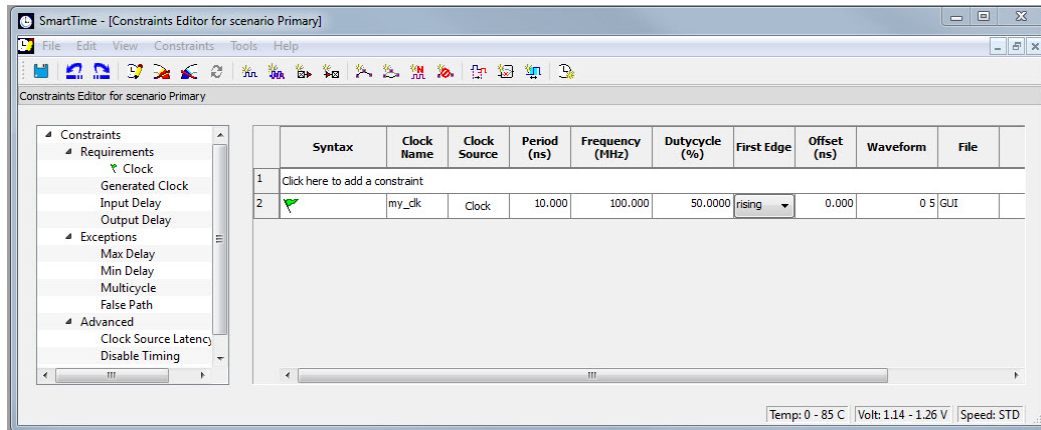 SmartTime - [Constraints Editor for scenario Primary]
File Edit View Constraints Tools Help
Constraints Editor for scenario Primary
Constraints
Requirements
Clock
Generated Clock
Input Delay
Output Delay
Exceptions
Max Delay
Min Delay
Multicycle
False Path
Advanced
Clock Source Latency
Disable Timing
Syntax Clock Name Clock Source Period (ns) Frequency (MHz) Dutycycle (%) First Edge Offset (ns) Waveform File
1 Click here to add a constraint
2 my_clk Clock 10.000 100.000 50.0000 rising 0.000 0 5 GUI
Temp: 0 - 85 C Volt: 1.14 - 1.26 V Speed: STD